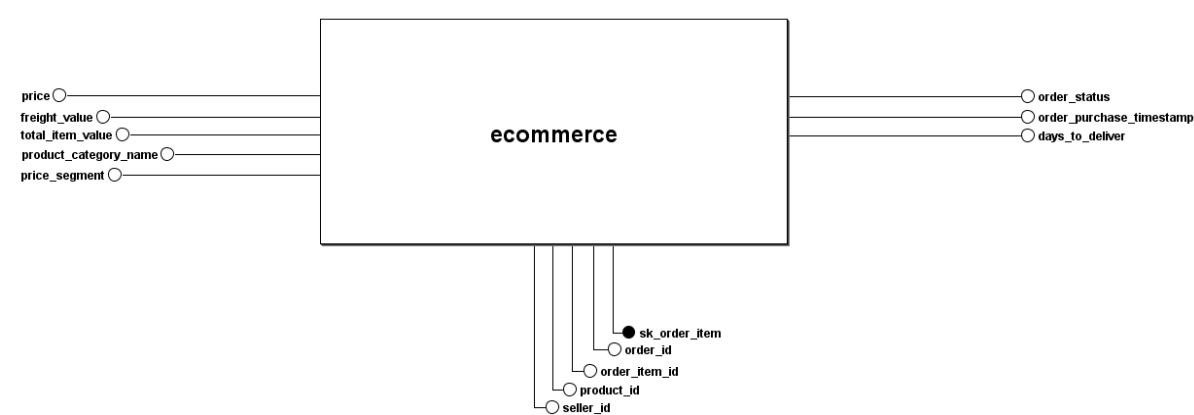 price
freight_value
total_item_value
product_category_name
price_segment
ecommerce
order_status
order_purchase_timestamp
days_to_deliver
sk_order_item
order_id
order_item_id
product_id
seller_id